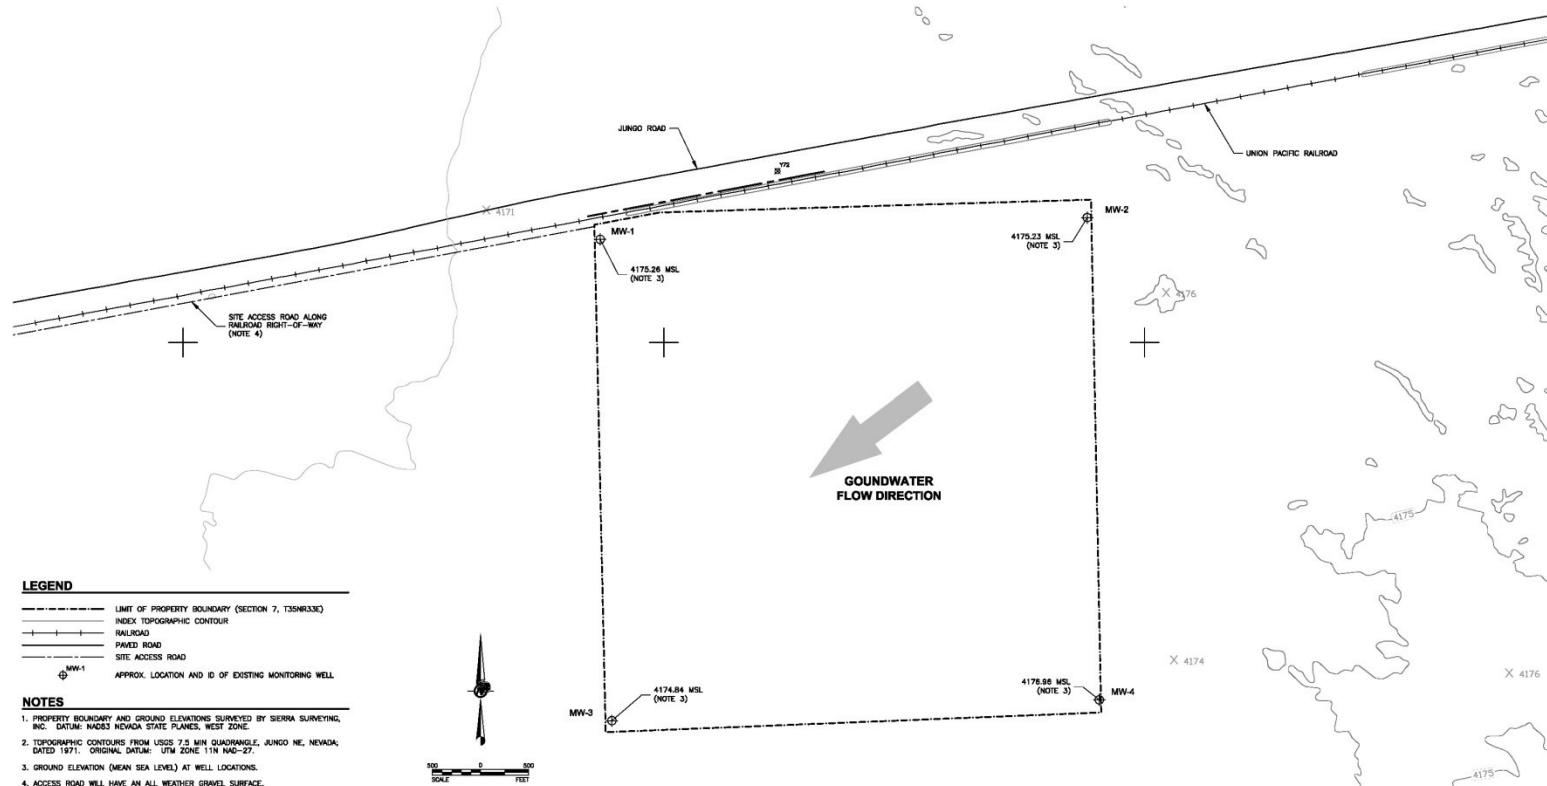 JUNGO ROAD
Y72
UNION PACIFIC RAILROAD
4171
MW-1
4175.26 MSL
(NOTE 3)
MW-2
4175.23 MSL
(NOTE 3)
4176
SITE ACCESS ROAD ALONG
RAILROAD RIGHT-OF-WAY
(NOTE 4)
GOUNDWATER
FLOW DIRECTION
4175
4174
4176
4175
MW-3
4174.84 MSL
(NOTE 3)
4176.96 MSL
(NOTE 3)
MW-4
LEGEND
LIMIT OF PROPERTY BOUNDARY (SECTION 7, T35NR33E)
INDEX TOPOGRAPHIC CONTOUR
RAILROAD
PAVED ROAD
SITE ACCESS ROAD
MW-1
APPROX. LOCATION AND ID OF EXISTING MONITORING WELL
NOTES
1. PROPERTY BOUNDARY AND GROUND ELEVATIONS SURVEYED BY SIERRA SURVEYING,
INC. DATUM: NAD83 NEVADA STATE PLANES, WEST ZONE.
2. TOPOGRAPHIC CONTOURS FROM USGS 7.5 MIN QUADRANGLE, JUNGO NE, NEVADA;
DATED 1971. ORIGINAL DATUM: UTM ZONE 11N NAD-27.
3. GROUND ELEVATION (MEAN SEA LEVEL) AT WELL LOCATIONS.
4. ACCESS ROAD WILL HAVE AN ALL WEATHER GRAVEL SURFACE.
500 0 500
SCALE FEET